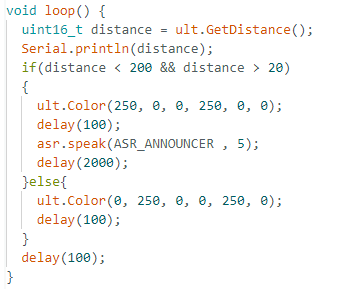 void loop() {
  uint16_t distance = ult.GetDistance();
  Serial.println(distance);
  if(distance < 200 && distance > 20)
  {
    ult.Color(250, 0, 0, 250, 0, 0);
    delay(100);
    asr.speak(ASR_ANNOUNCER , 5);
    delay(2000);
  }else{
    ult.Color(0, 250, 0, 0, 250, 0);
    delay(100);
  }
  delay(100);
}